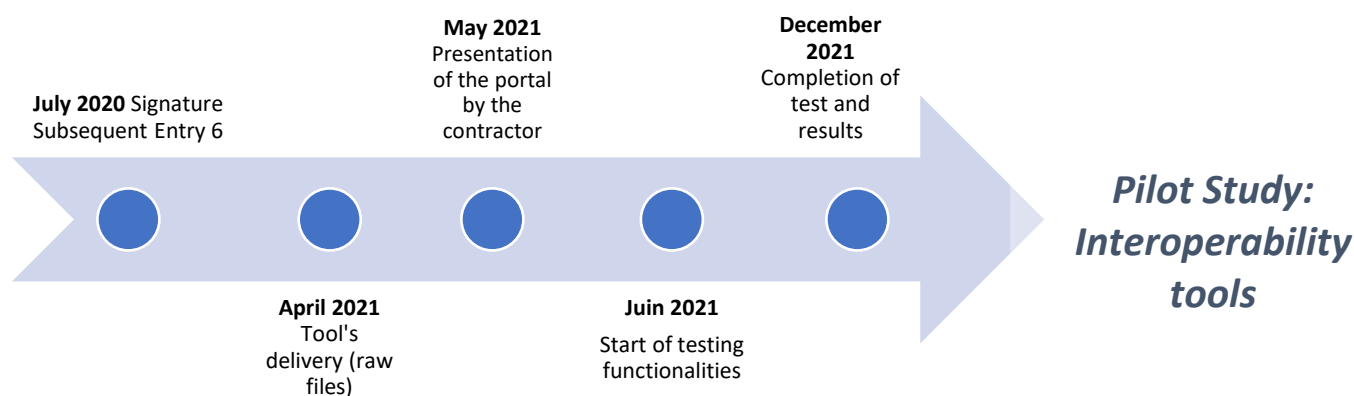 July 2020 Signature
Subsequent Entry 6
April 2021
Tool's
delivery (raw
files)
May 2021
Presentation
of the portal
by the
contractor
Juin 2021
Start of testing
functionalities
December
2021
Completion of
test and
results
Pilot Study:
Interoperability
tools